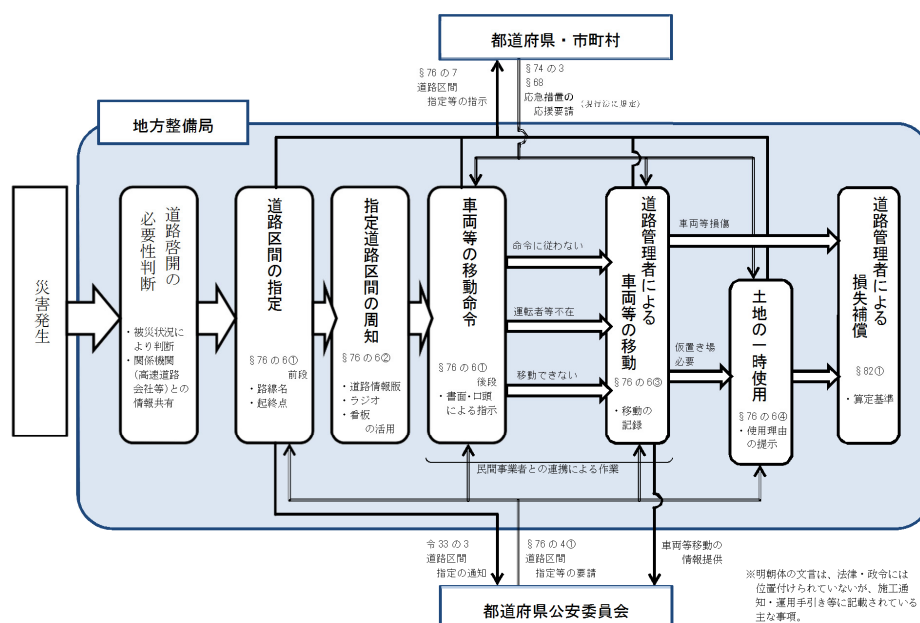 都道府県・市町村
§76の7
道路区間
指定等の指示
§74の3
§68
応急措置の
応援要請
(現行法に規定)
地方整備局
災害発生
道路啓開の
必要性判断
・被災状況に
より判断
・関係機関
(高速道路
会社等)との
情報共有
道路区間の指定
§76の6①
前段
・路線名
・起終点
指定道路区間の周知
§76の6②
・道路情報版
・ラジオ
・看板
の活用
車両等の移動命令
§76の6①
後段
・書面・口頭
による指示
命令に従わない
運転者等不在
移動できない
道路管理者による
車両等の移動
§76の6③
・移動の
記録
車両等損傷
仮置き場
必要
土地の一時使用
§76の6④
・使用理由
の提示
道路管理者による
損失補償
§82①
・算定基準
民間事業者との連携による作業
令33の3
道路区間
指定の通知
§76の4①
道路区間
指定等の要請
車両等移動の
情報提供
都道府県公安委員会
※明朝体の文言は、法律・政令には
位置付けられていないが、施工通
知・運用手引き等に記載されている
主な事項。